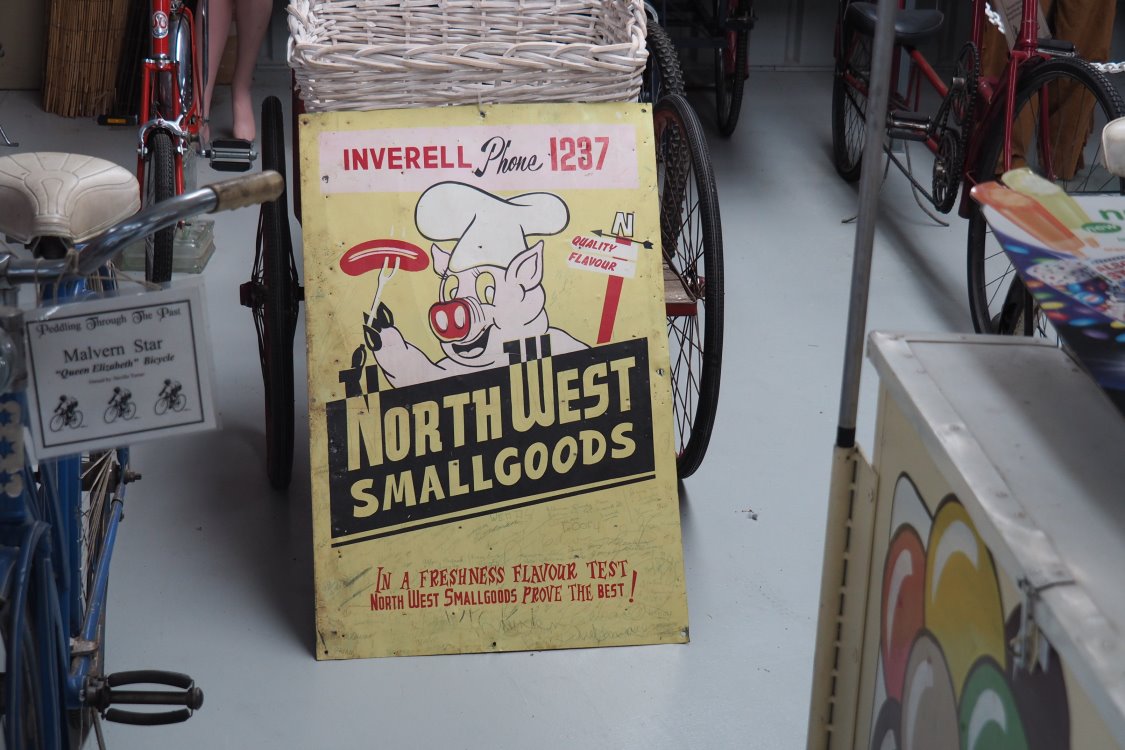 INVERELL Phone 1237
N
QUALITY
FLAVOUR
NORTH WEST
SMALLGOODS
IN A FRESHNESS FLAVOUR TEST
NORTH WEST SMALLGOODS PROVE THE BEST!
Pedling Through The Past
Malvern Star
"Queen Elizabeth" Bicycle